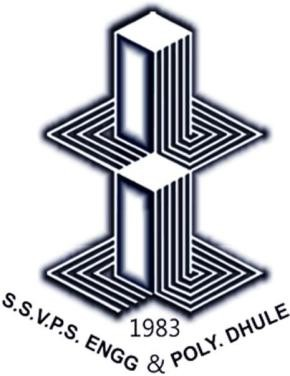 1983
S.S.V.P.S. ENGG & POLY. DHULE